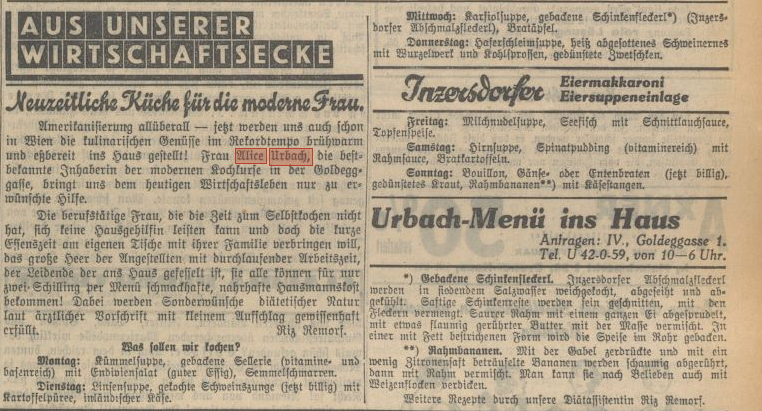 AUS UNSERER
WIRTSCHAFTSECKE
Neuzeitliche Küche für die moderne Frau.
Amerikanisierung allüberall — jetzt werden uns auch schon
in Wien die kulinarischen Genüsse im Rekordtempo brühwarm
und eßbereit ins Haus gestellt! Frau Alice Urbach, die best-
bekannte Inhaberin der modernen Kochkurse in der Goldegg-
gasse, bringt uns dem heutigen Wirtschaftsleben nur zu er-
wünschte Hilfe.
Die berufstätige Frau, die die Zeit zum Selbstkochen nicht
hat, sich keine Hausgehilfin leisten kann und doch die kurze
Essenszeit am eigenen Tische mit ihrer Familie verbringen will,
das große Heer der Angestellten mit durchlaufender Arbeitszeit,
der Leidende der ans Haus gefesselt ist, sie alle können für nur
zwei Schilling per Menü schmackhafte, nahrhafte Hausmannskost
bekommen! Dabei werden Sonderwünsche diätetischer Natur
laut ärztlicher Vorschrift mit kleinem Aufschlag gewissenhaft
erfüllt. Riz Remorf.
Was sollen wir kochen?
Montag: Kümmelsuppe, gebackene Sellerie (vitamine- und
basenreich) mit Endiviensalat (guter Essig), Semmelschmarren.
Dienstag: Linsensuppe, gekochte Schweinszunge (jetzt billig) mit
Kartoffelpüree, inländischer Käse.
Mittwoch: Karfiolsuppe, gebackene Schinkenfleckerl*) (Inzers-
dorfer Abschmalzfleckerl), Bratäpfel.
Donnerstag: Haferschleimsuppe, heiß abgesottenes Schweinernes
mit Wurzelwerk und Kohlsprossen, gedünstete Zwetschken.
Inzersdorfer Eiermakkaroni
Eiersuppeneinlage
Freitag: Milchnudelsuppe, Seefisch mit Schnittlauchsauce,
Topfenspeise.
Samstag: Hirnsuppe, Spinatpudding (vitaminereich) mit
Rahmsauce, Bratkartoffeln.
Sonntag: Bouillon, Gänse- oder Entenbraten (jetzt billig),
gedünstetes Kraut, Rahmbananen**) mit Käsestangen.
Urbach-Menü ins Haus
Anfragen: IV., Goldeggasse 1.
Tel. U 42-0-59, von 10—6 Uhr.
*) Gebackene Schinkenfleckerl. Inzersdorfer Abschmalzfleckerl
werden in siedendem Salzwasser weichgekocht, abgeseiht und ab-
gekühlt. Saftige Schinkenreste werden fein geschnitten, mit den
Fleckerln vermengt. Saurer Rahm mit einem ganzen Ei abgesprudelt,
mit etwas flaumig gerührter Butter mit der Masse vermischt. In
einer mit Fett bestrichenen Form wird die Speise im Rohr gebacken.
**) Rahmbananen. Mit der Gabel zerdrückte und mit ein
wenig Zitronensaft beträufelte Bananen werden schaumig abgerührt,
dann mit Rahm vermischt. Man kann sie nach Belieben auch mit
Weizenflocken verdicken.
Weitere Rezepte durch unsere Diätassistentin Riz Remorf.